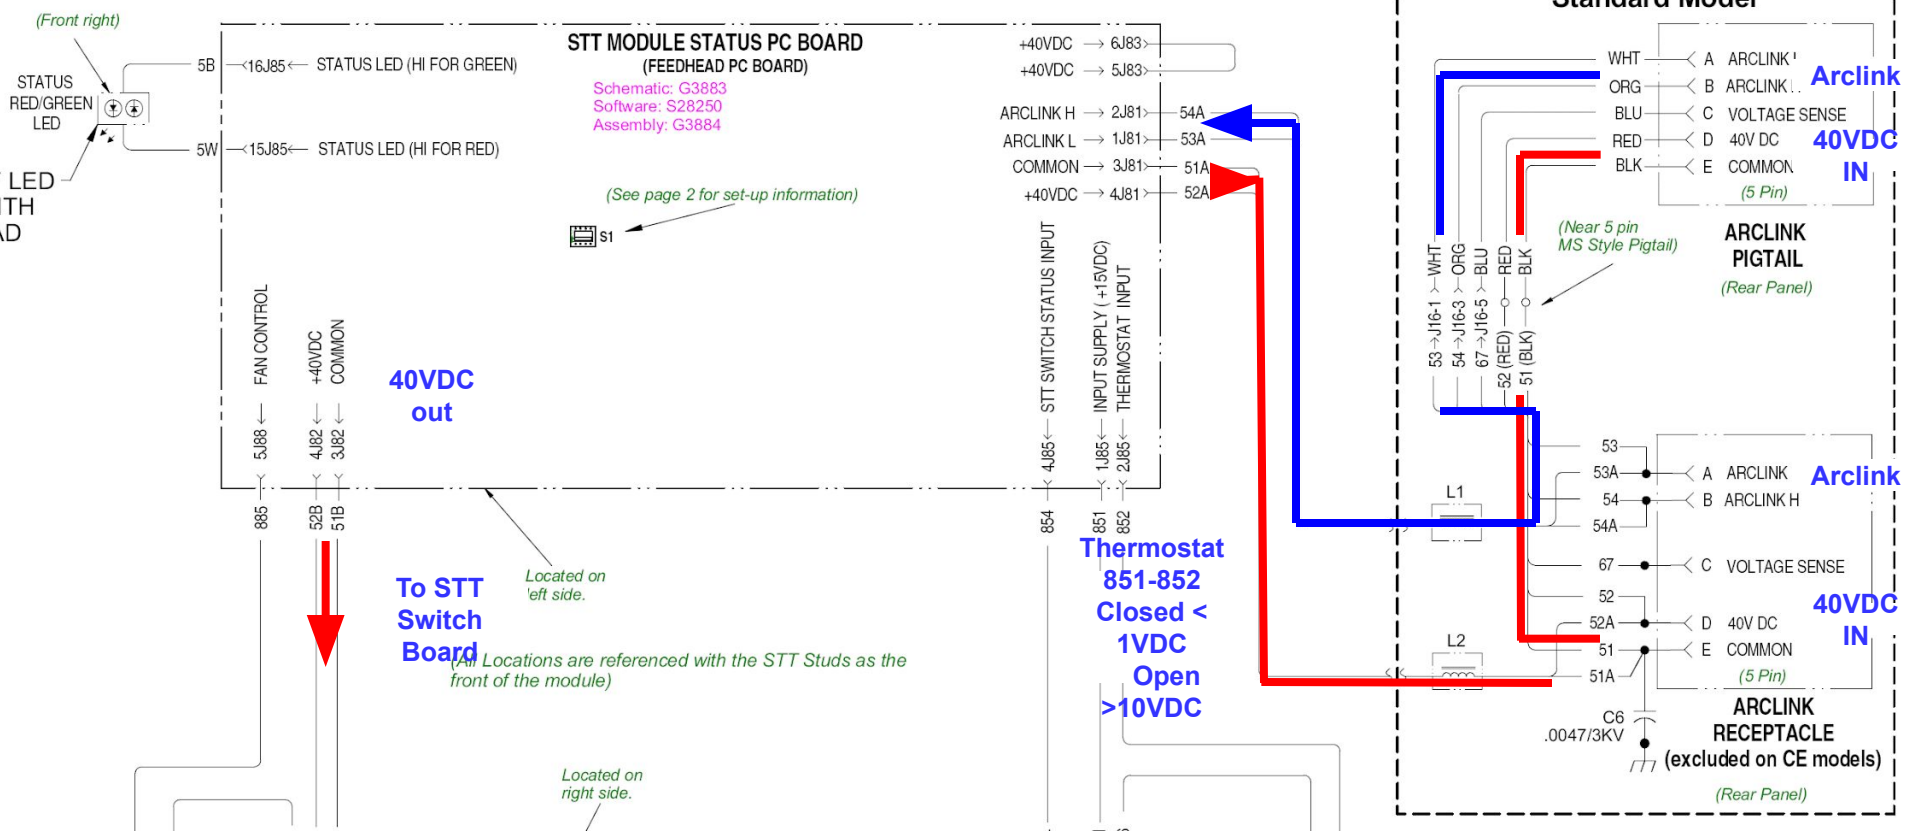 Standard Model
(Front right)
STATUS
RED/GREEN
LED
LED
ITH
AD
5B
16J85
STATUS LED (HI FOR GREEN)
5W
15J85
STATUS LED (HI FOR RED)
STT MODULE STATUS PC BOARD
(FEEDHEAD PC BOARD)
Schematic: G3883
Software: S28250
Assembly: G3884
(See page 2 for set-up information)
S1
+40VDC
6J83
+40VDC
5J83
ARCLINK H
2J81
54A
ARCLINK L
1J81
53A
COMMON
3J81
51A
+40VDC
4J81
52A
FAN CONTROL
5J88
885
+40VDC
4J82
52B
COMMON
3J82
51B
40VDC
out
STT SWITCH STATUS INPUT
4J85
854
INPUT SUPPLY (+15VDC)
1J85
851
THERMOSTAT INPUT
2J85
852
To STT
Switch
Board
Located on
left side.
(All Locations are referenced with the STT Studs as the
front of the module)
Located on
right side.
Thermostat
851-852
Closed <
1VDC
Open
>10VDC
WHT
A
ARCLINK
ORG
B
ARCLINK
BLU
C
VOLTAGE SENSE
RED
D
40V DC
BLK
E
COMMON
(5 Pin)
Arclink
40VDC
IN
ARCLINK
PIGTAIL
(Rear Panel)
(Near 5 pin
MS Style Pigtail)
WHT
J16-1
53
ORG
J16-3
54
BLU
J16-5
67
RED
52 (RED)
BLK
51 (BLK)
L1
L2
53
53A
A
ARCLINK
54
B
ARCLINK H
54A
67
C
VOLTAGE SENSE
52
52A
D
40V DC
51
E
COMMON
51A
(5 Pin)
Arclink
40VDC
IN
C6
.0047/3KV
ARCLINK
RECEPTACLE
(excluded on CE models)
(Rear Panel)